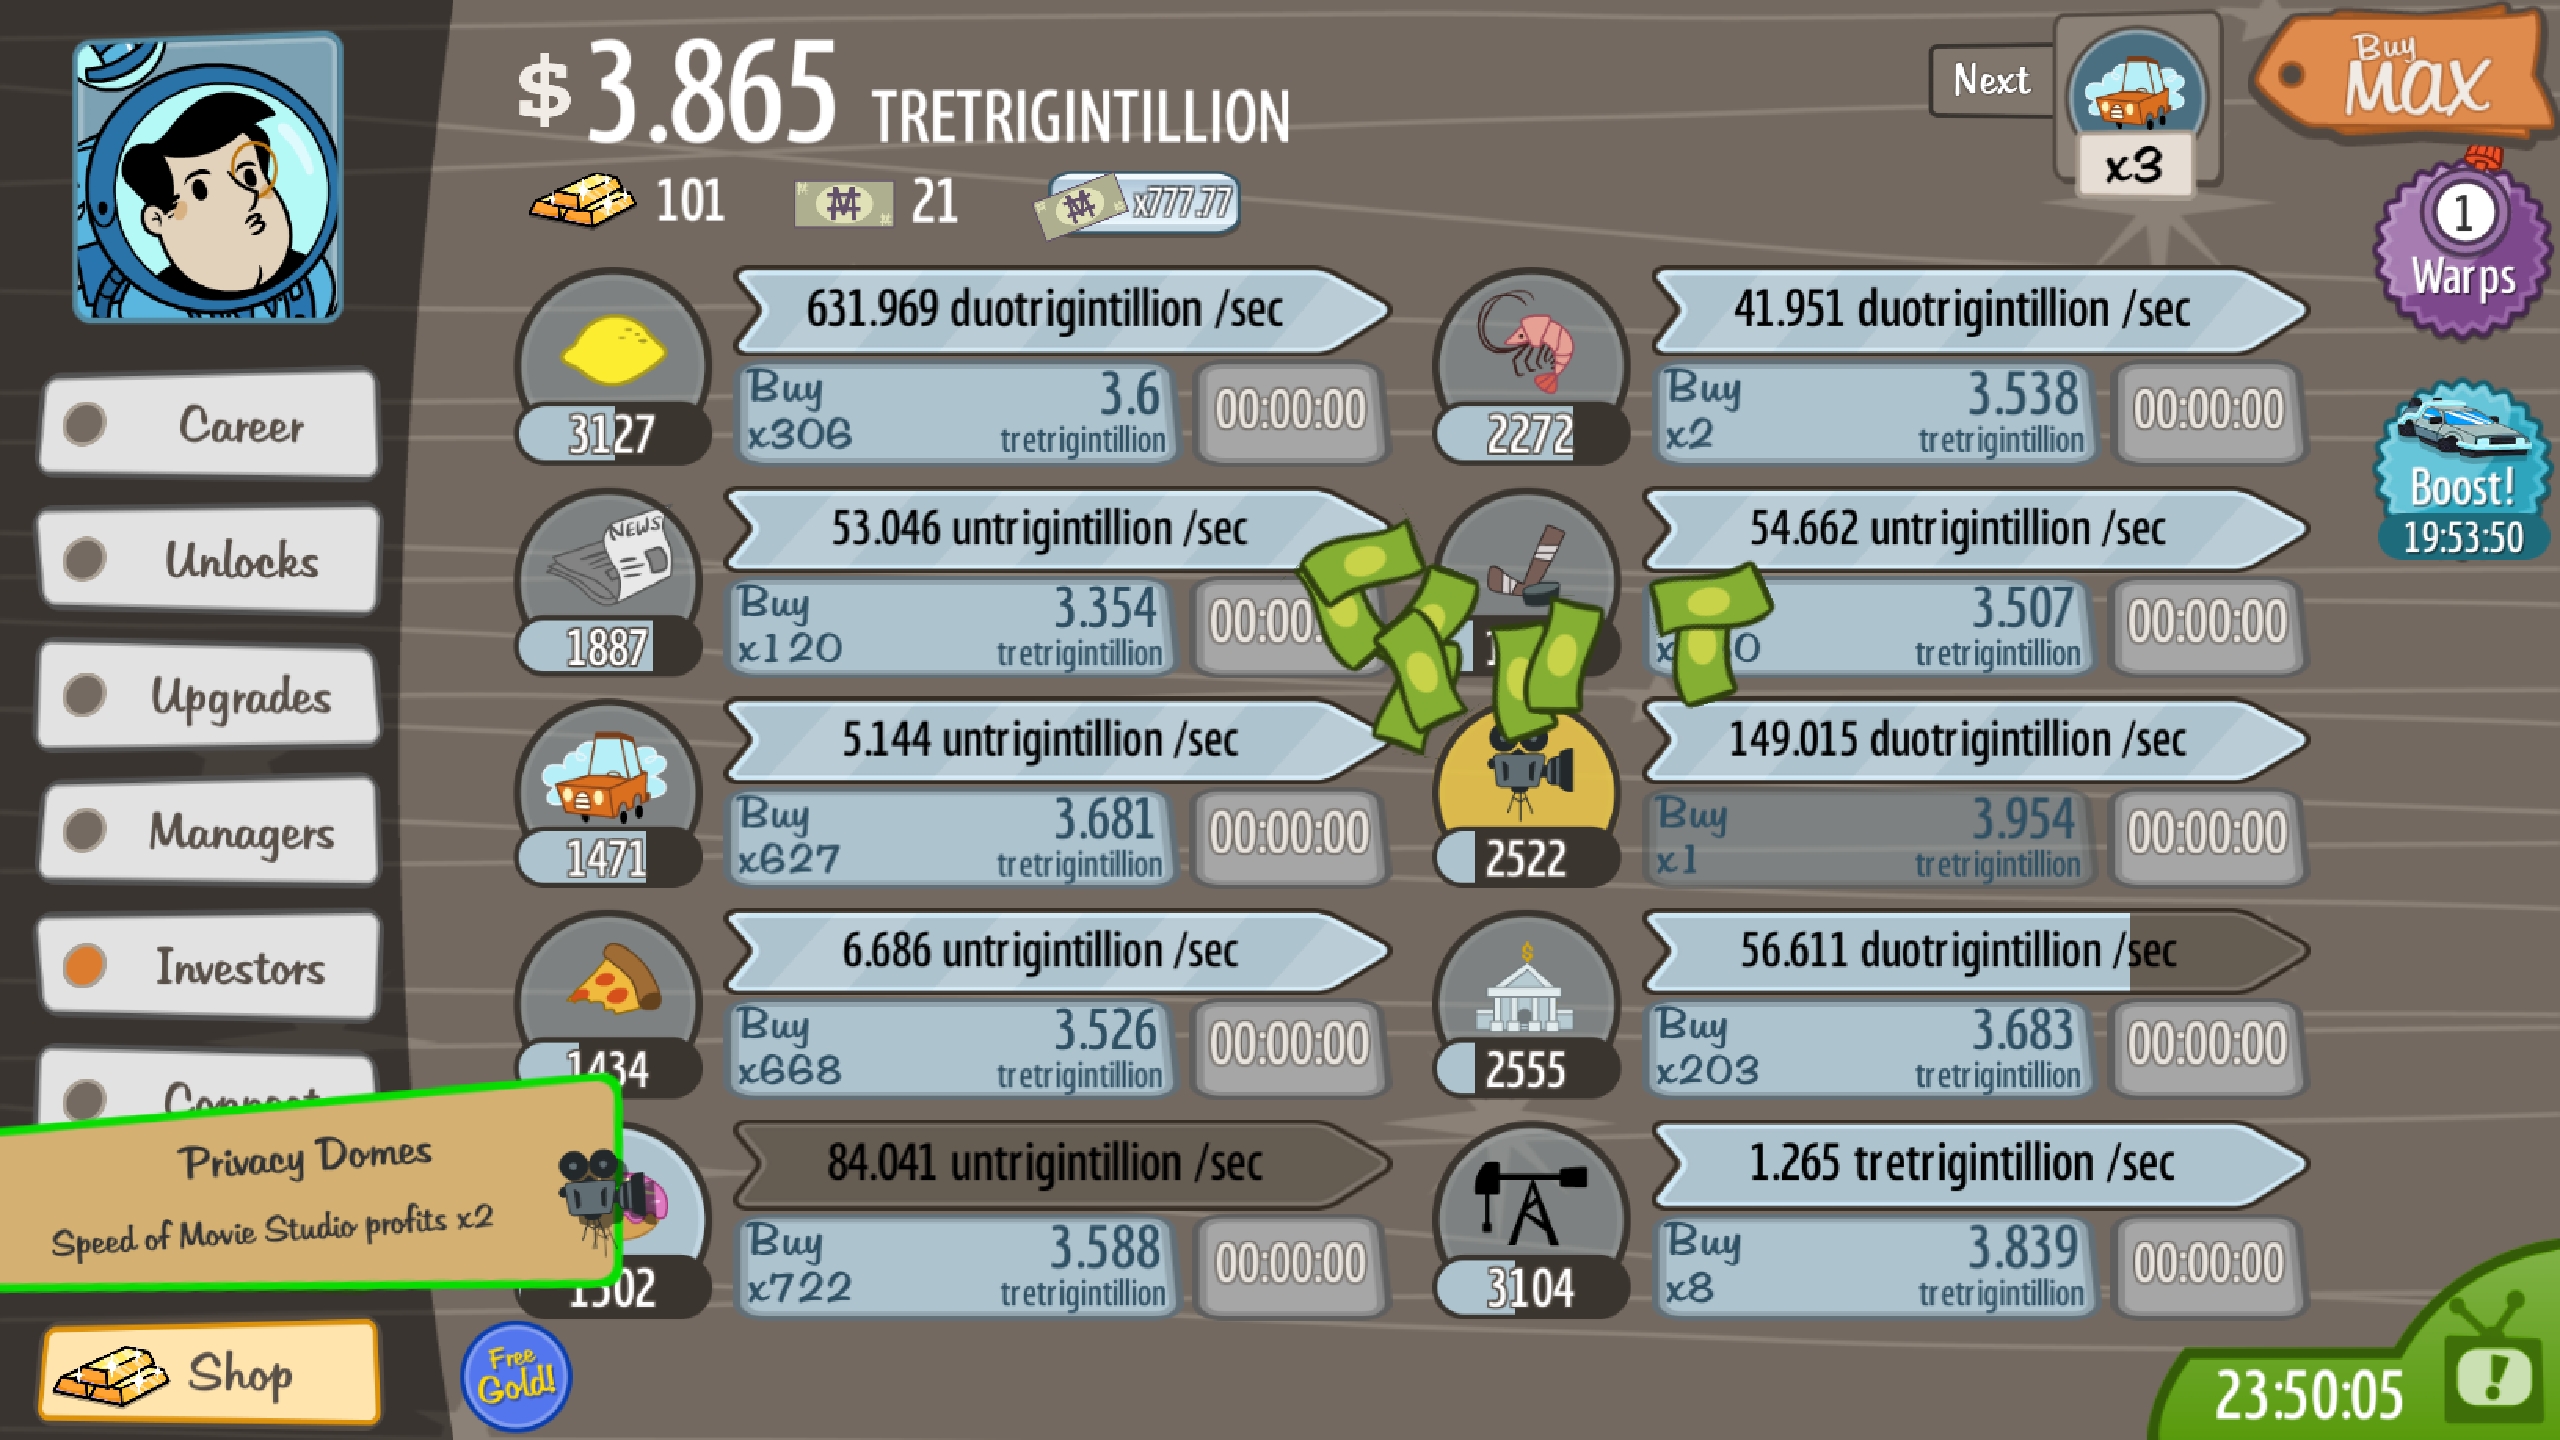 $ 3.865 TRETRIGINTILLION
101 21 x777.77
Next
x3
Buy
MAX
1
Warps
Boost!
19:53:50
Career
Unlocks
Upgrades
Managers
Investors
Connect
Privacy Domes
Speed of Movie Studio profits x2
Shop
Free
Gold!
631.969 duotrigintillion /sec
3127
Buy 3.6
x306 tretrigintillion
00:00:00
NEWS
53.046 untrigintillion /sec
1887
Buy 3.354
x120 tretrigintillion
5.144 untrigintillion /sec
1471
Buy 3.681
x627 tretrigintillion
00:00:00
6.686 untrigintillion /sec
1434
Buy 3.526
x668 tretrigintillion
00:00:00
84.041 untrigintillion /sec
Buy 3.588
x722 tretrigintillion
00:00:00
41.951 duotrigintillion /sec
2272
Buy 3.538
x2 tretrigintillion
00:00:00
54.662 untrigintillion /sec
3.507
tretrigintillion
00:00:00
149.015 duotrigintillion /sec
2522
Buy 3.954
x1 tretrigintillion
00:00:00
56.611 duotrigintillion /sec
2555
Buy 3.683
x203 tretrigintillion
00:00:00
1.265 tretrigintillion /sec
3104
Buy 3.839
x8 tretrigintillion
00:00:00
23:50:05